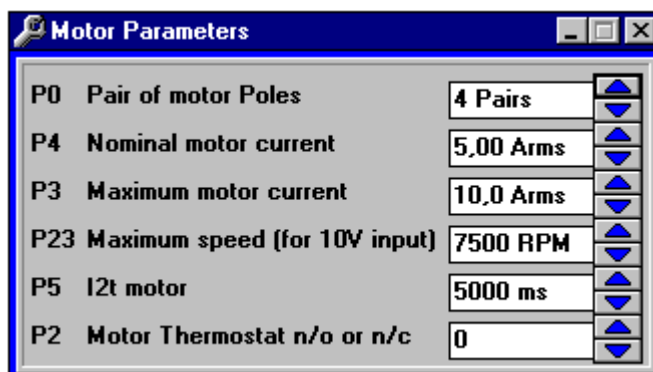 Motor Parameters
P0 Pair of motor Poles 4 Pairs
P4 Nominal motor current 5,00 Arms
P3 Maximum motor current 10,0 Arms
P23 Maximum speed (for 10V input) 7500 RPM
P5 I2t motor 5000 ms
P2 Motor Thermostat n/o or n/c 0